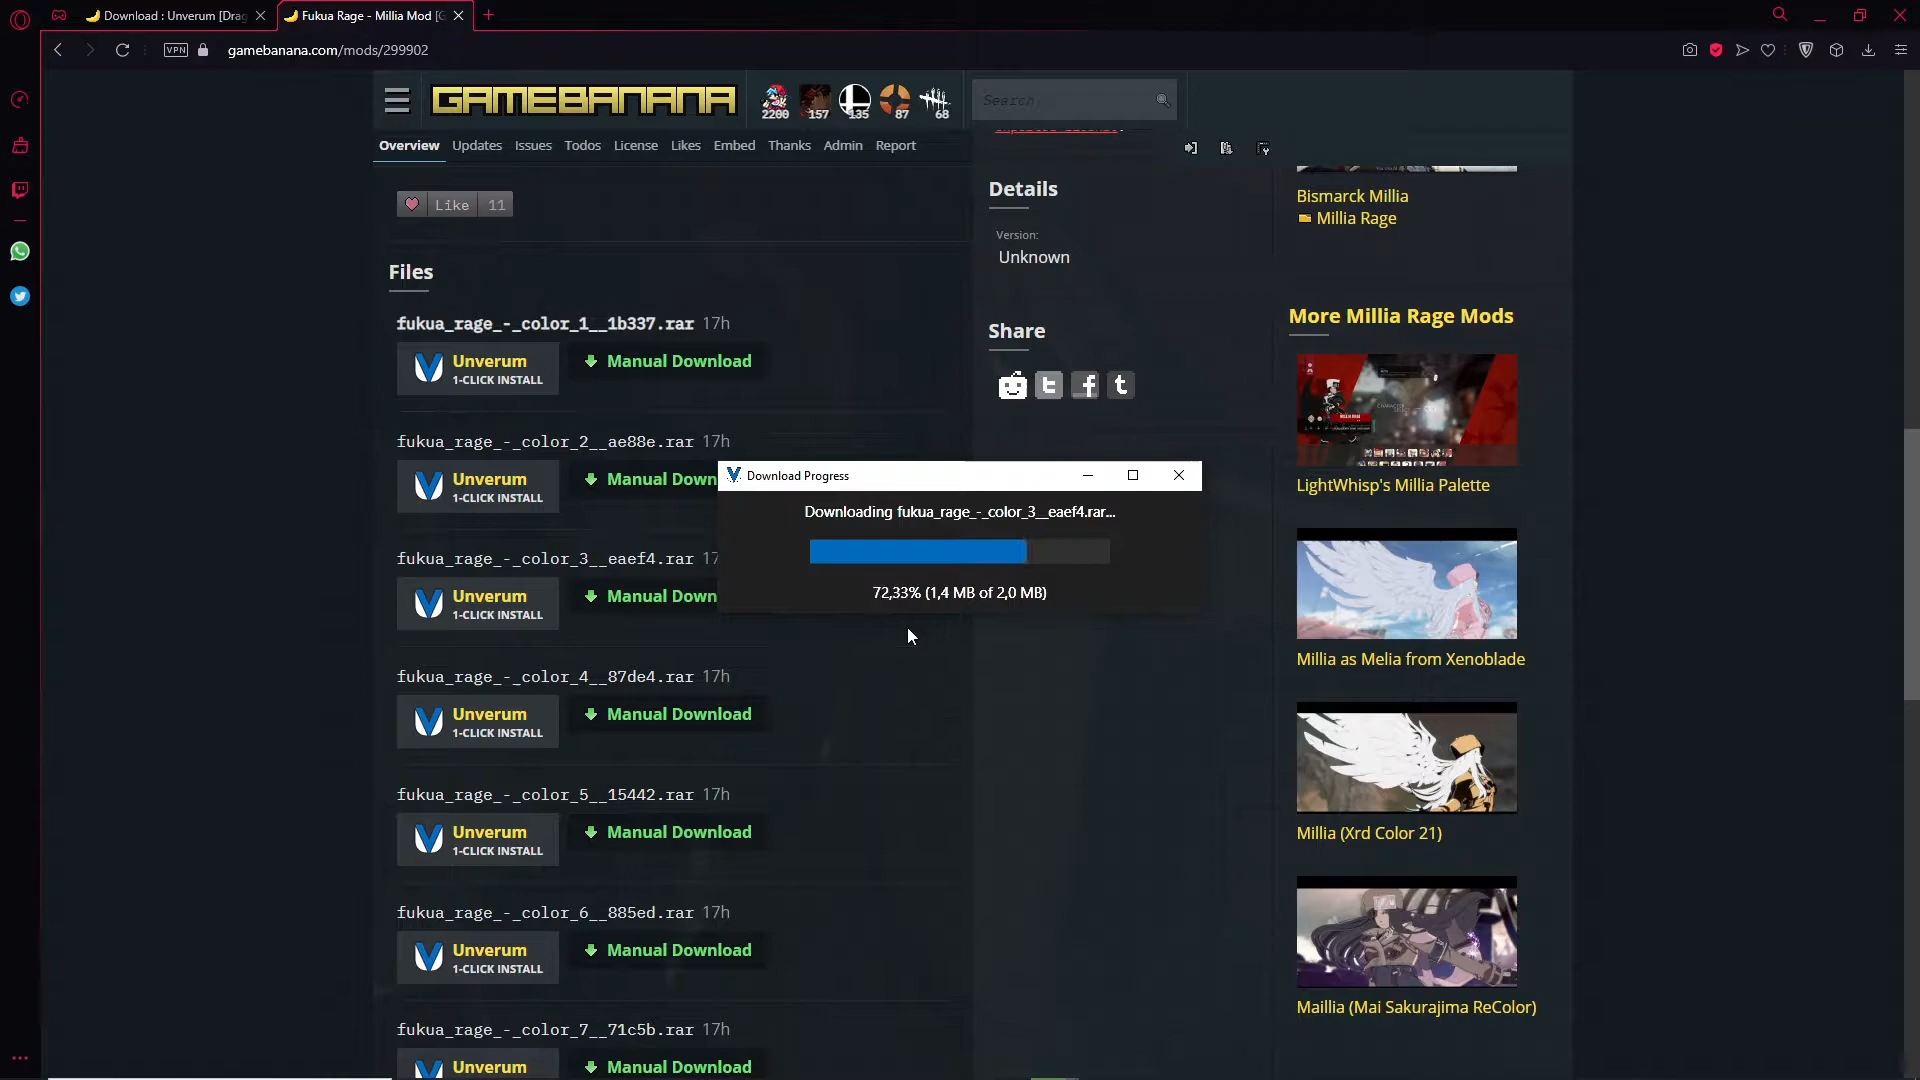 Download : Unverum [Drag
Fukua Rage - Millia Mod [G
VPN
gamebanana.com/mods/299902
GAMEBANANA
2200
157
135
87
68
Search
Overview
Updates
Issues
Todos
License
Likes
Embed
Thanks
Admin
Report
Like
11
Files
fukua_rage_-_color_1__1b337.rar 17h
Unverum
1-CLICK INSTALL
Manual Download
fukua_rage_-_color_2__ae88e.rar 17h
Unverum
1-CLICK INSTALL
Manual Down
fukua_rage_-_color_3__eaef4.rar 17
Unverum
1-CLICK INSTALL
Manual Down
fukua_rage_-_color_4__87de4.rar 17h
Unverum
1-CLICK INSTALL
Manual Download
fukua_rage_-_color_5__15442.rar 17h
Unverum
1-CLICK INSTALL
Manual Download
fukua_rage_-_color_6__885ed.rar 17h
Unverum
1-CLICK INSTALL
Manual Download
fukua_rage_-_color_7__71c5b.rar 17h
Unverum
Manual Download
Download Progress
Downloading fukua_rage_-_color_3__eaef4.rar...
72,33% (1,4 MB of 2,0 MB)
Details
Version:
Unknown
Share
Bismarck Millia
Millia Rage
More Millia Rage Mods
LightWhisp's Millia Palette
Millia as Melia from Xenoblade
Millia (Xrd Color 21)
Maillia (Mai Sakurajima ReColor)